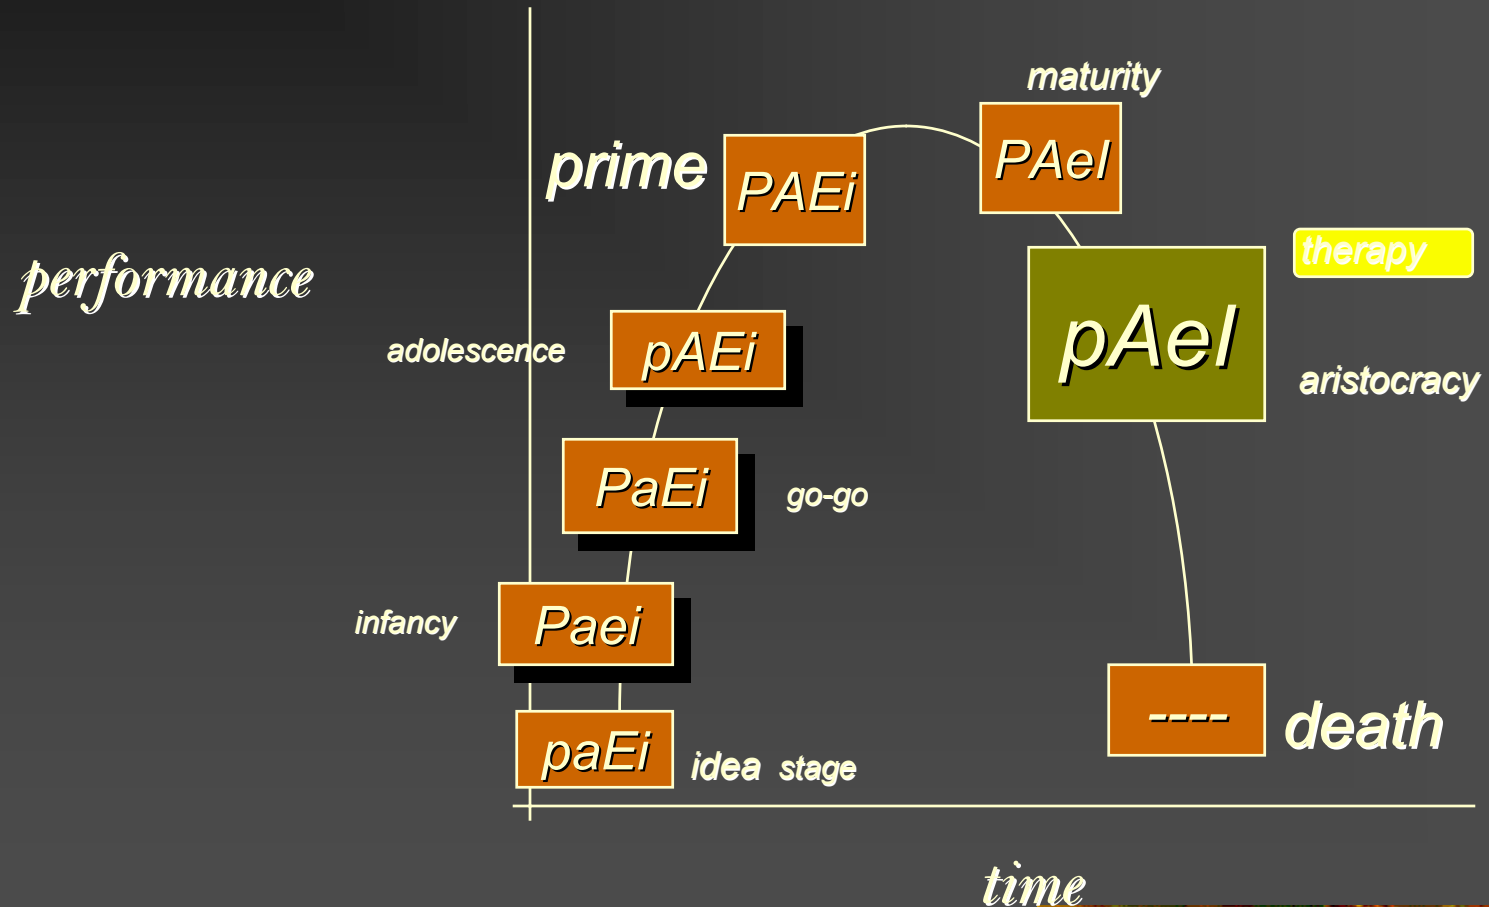 maturity
prime
PAEi
PAeI
therapy
performance
pAeI
adolescence
pAEi
aristocracy
PaEi
go-go
infancy
Paei
----
death
paEi
idea stage
time